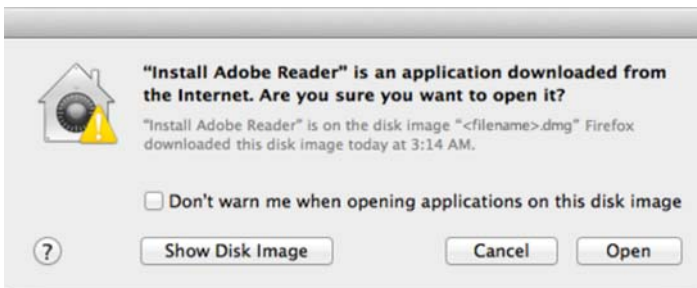 “Install Adobe Reader” is an application downloaded from
the Internet. Are you sure you want to open it?
“Install Adobe Reader” is on the disk image “<filename>.dmg” Firefox
downloaded this disk image today at 3:14 AM.
Don't warn me when opening applications on this disk image
? Show Disk Image Cancel Open